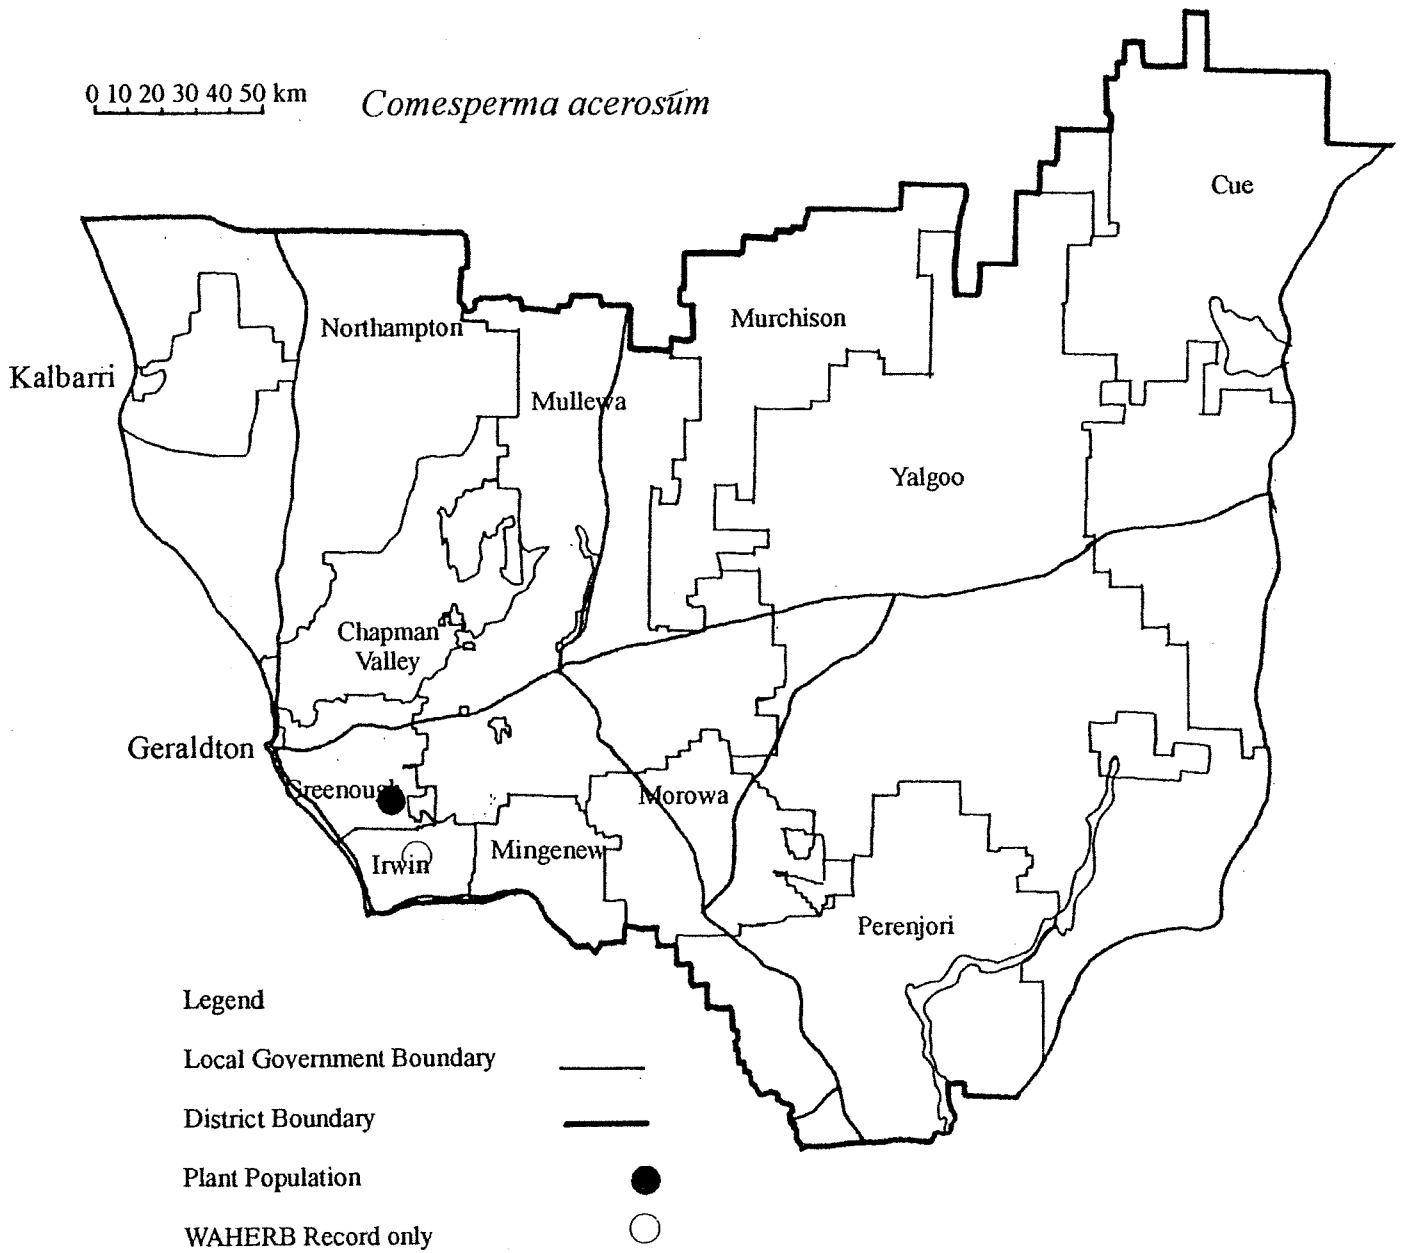 0 10 20 30 40 50 km
Comesperma acerosum
Cue
Northampton
Murchison
Kalbarri
Mullewa
Yalgoo
Chapman
Valley
Geraldton
Greenough
Morowa
Irwin
Mingenew
Perenjori
Legend
Local Government Boundary
District Boundary
Plant Population
WAHERB Record only